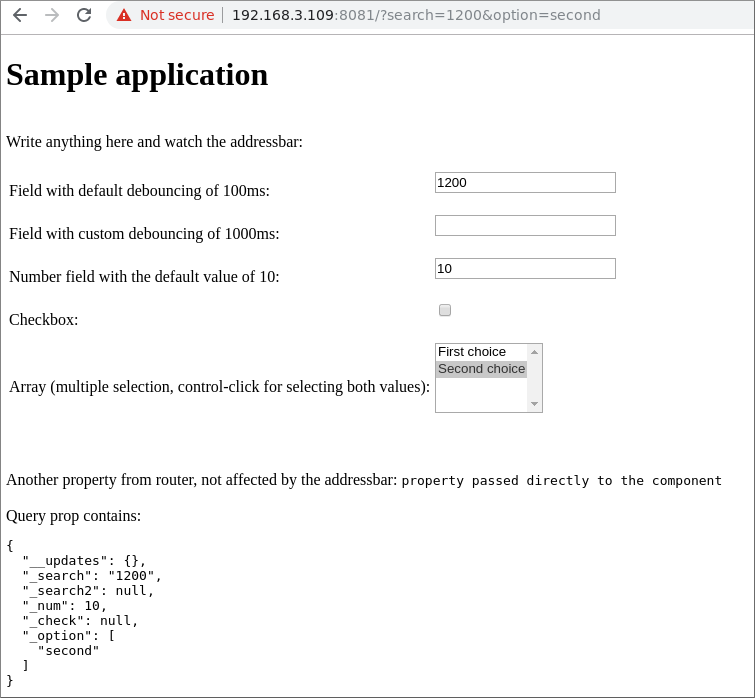 Not secure | 192.168.3.109:8081/?search=1200&option=second
Sample application
Write anything here and watch the addressbar:
Field with default debouncing of 100ms: 1200
Field with custom debouncing of 1000ms:
Number field with the default value of 10: 10
Checkbox:
First choice
Second choice
Array (multiple selection, control-click for selecting both values):
Another property from router, not affected by the addressbar: property passed directly to the component
Query prop contains:
{
  "__updates": {},
  "_search": "1200",
  "_search2": null,
  "_num": 10,
  "_check": null,
  "_option": [
    "second"
  ]
}